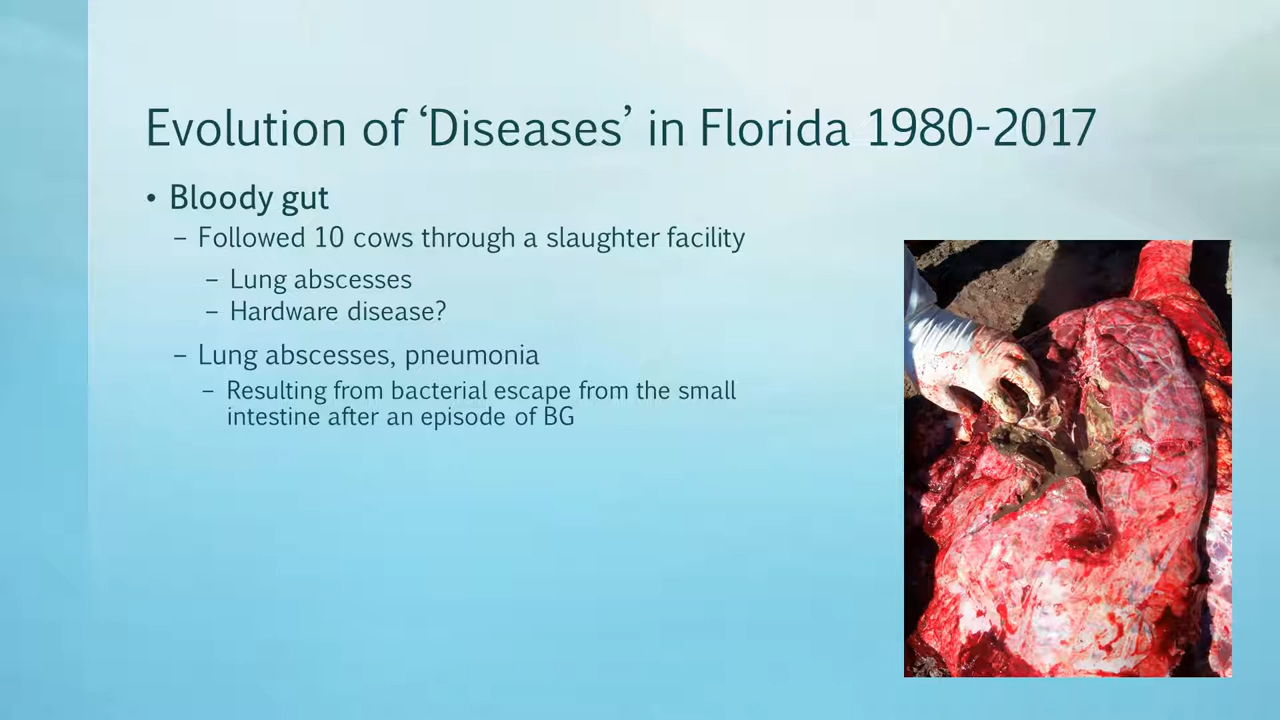 Evolution of ‘Diseases’ in Florida 1980-2017
• Bloody gut
– Followed 10 cows through a slaughter facility
– Lung abscesses
– Hardware disease?
– Lung abscesses, pneumonia
– Resulting from bacterial escape from the small
intestine after an episode of BG